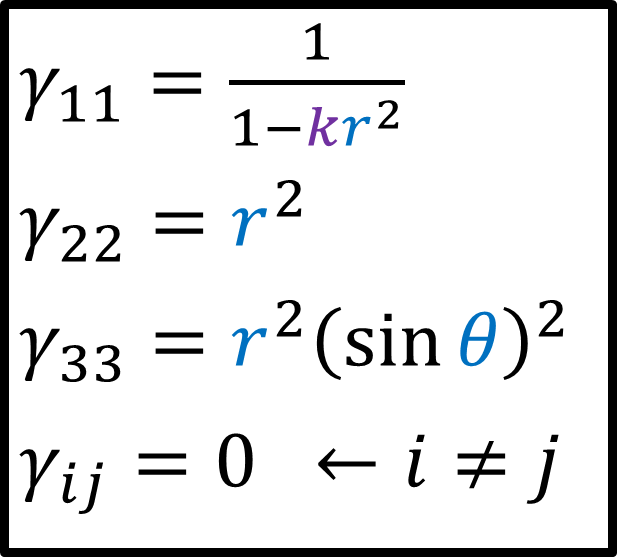 γ₁₁ = 1/(1−kr²)
γ₂₂ = r²
γ₃₃ = r²(sin θ)²
γᵢⱼ = 0 ← i ≠ j